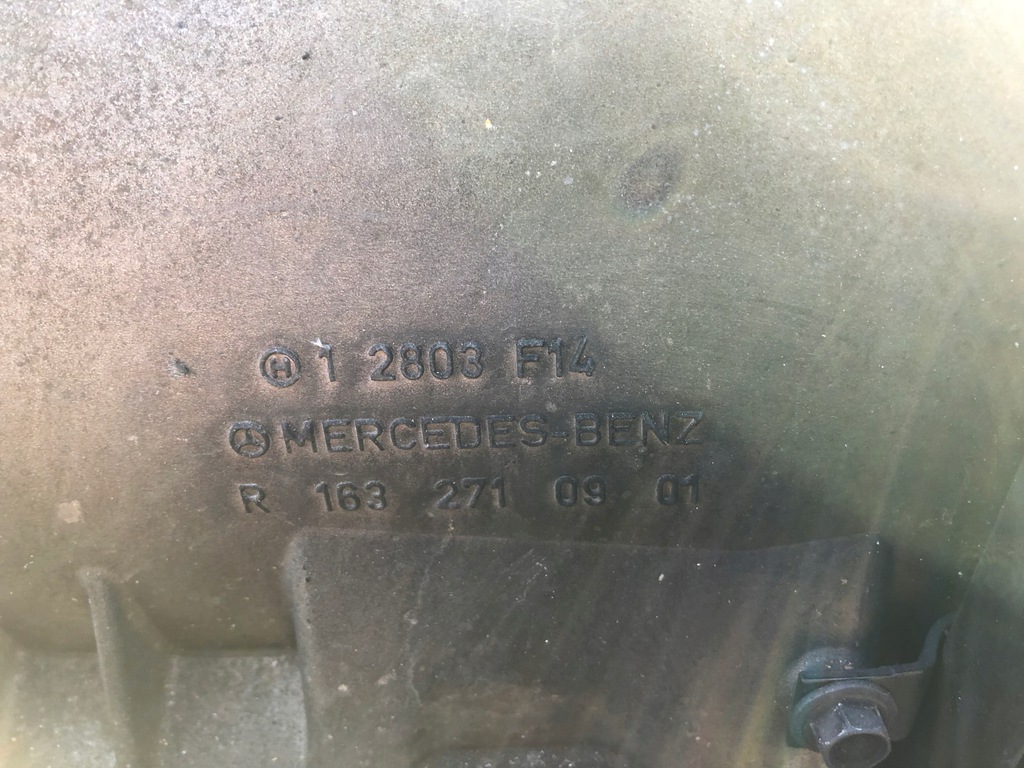 H 1 2803 F14
MERCEDES-BENZ
R 163 271 09 01